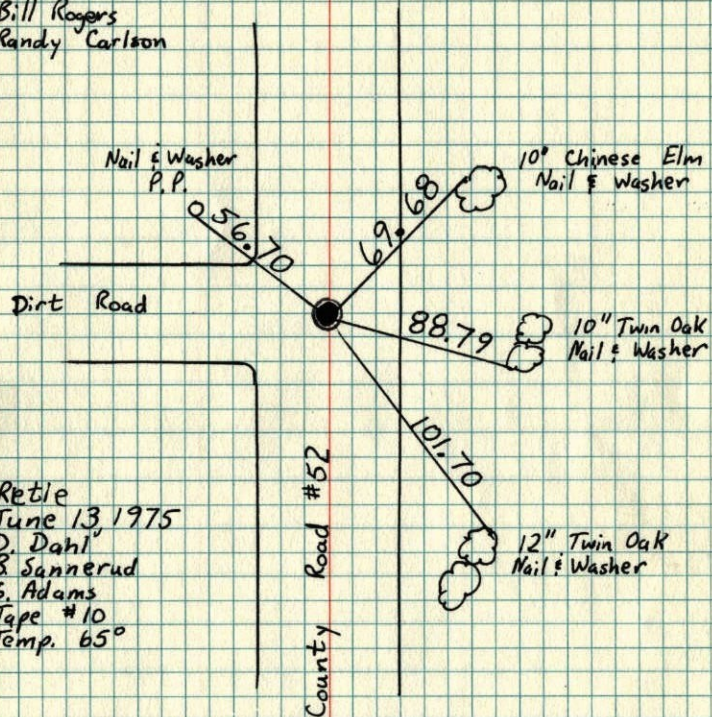 Bill Rogers
Randy Carlson
Nail & Washer
P.P.
56.70
69.68
10" Chinese Elm
Nail & Washer
Dirt Road
88.79
10" Twin Oak
Nail & Washer
101.70
12" Twin Oak
Nail & Washer
County Road #52
Retie
June 13, 1975
D. Dahl
B. Sannerud
S. Adams
Tape #10
Temp. 65°